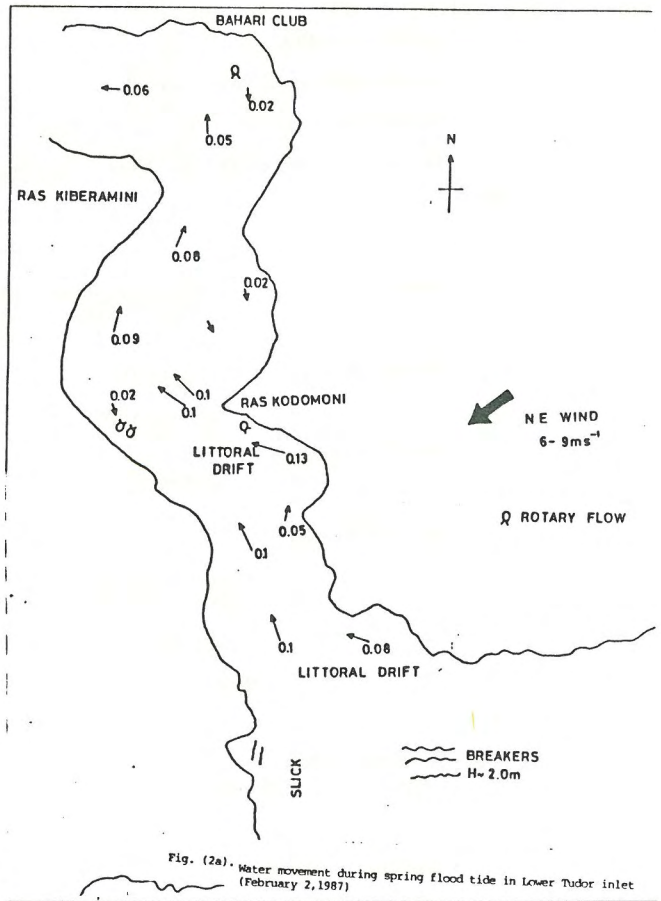 BAHARI CLUB
0.06
0.02
0.05
N
RAS KIBERAMINI
0.08
0.02
0.09
0.02
0.1
0.1
RAS KODOMONI
NE WIND
6-9ms⁻¹
LITTORAL
DRIFT
0.13
ROTARY FLOW
0.05
0.1
0.1
0.08
LITTORAL DRIFT
SLICK
BREAKERS
H~ 2.0m
Fig. (2a). Water movement during spring flood tide in Lower Tudor inlet
(February 2,1987)